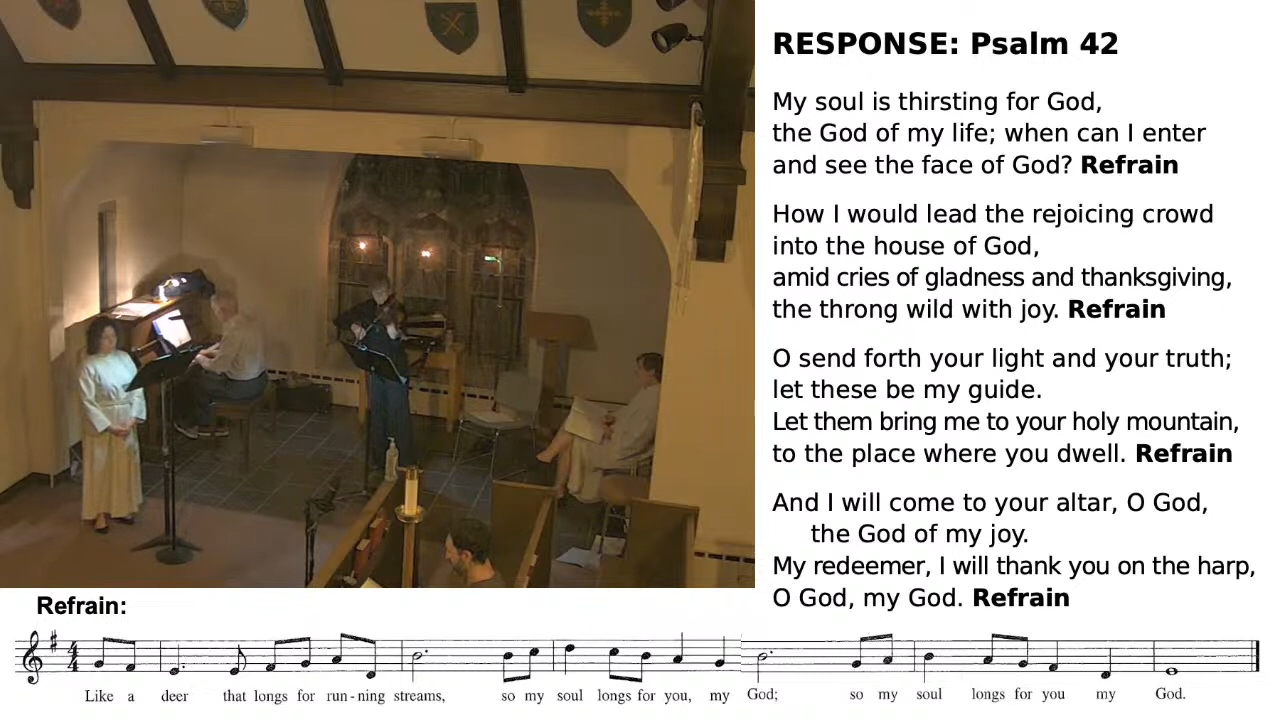 RESPONSE: Psalm 42
My soul is thirsting for God,
the God of my life; when can I enter
and see the face of God? Refrain
How I would lead the rejoicing crowd
into the house of God,
amid cries of gladness and thanksgiving,
the throng wild with joy. Refrain
O send forth your light and your truth;
let these be my guide.
Let them bring me to your holy mountain,
to the place where you dwell. Refrain
And I will come to your altar, O God,
the God of my joy.
My redeemer, I will thank you on the harp,
O God, my God. Refrain
Refrain:
4
4
Like a deer that longs for run - ning streams, so my soul longs for you, my God; so my soul longs for you my God.